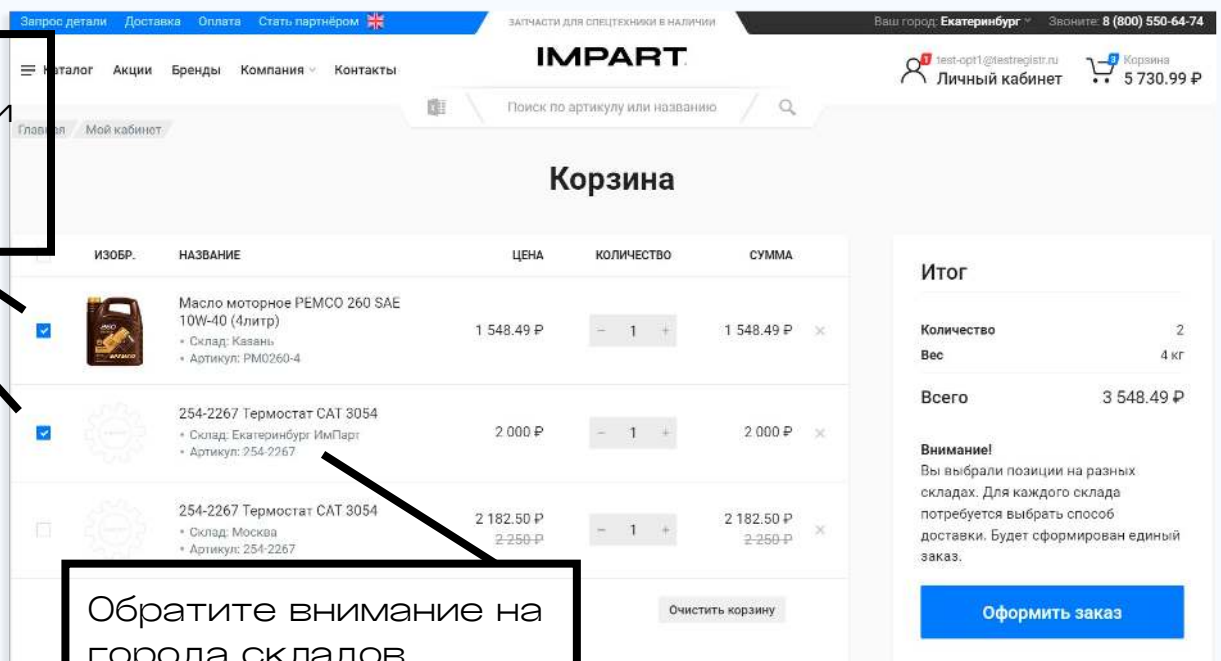 Запрос детали Доставка Оплата Стать партнёром
ЗАПЧАСТИ ДЛЯ СПЕЦТЕХНИКИ В НАЛИЧИИ
Ваш город: Екатеринбург Звоните: 8 (800) 550-64-74
Каталог Акции Бренды Компания Контакты
IMPART
1
test-opt1@testregistr.ru
Личный кабинет
3
Корзина
5 730.99 ₽
и
Поиск по артикулу или названию
Главная Мой кабинет
Корзина
ИЗОБР. НАЗВАНИЕ ЦЕНА КОЛИЧЕСТВО СУММА
Масло моторное PEMCO 260 SAE
10W-40 (4литр)
• Склад: Казань
• Артикул: PM0260-4
1 548.49 ₽ – 1 + 1 548.49 ₽ ×
254-2267 Термостат CAT 3054
• Склад: Екатеринбург ИмПарт
• Артикул: 254-2267
2 000 ₽ – 1 + 2 000 ₽ ×
254-2267 Термостат CAT 3054
• Склад: Москва
• Артикул: 254-2267
2 182.50 ₽ – 1 + 2 182.50 ₽ ×
2 250 ₽ 2 250 ₽
Очистить корзину
Обратите внимание на
города складов
Итог
Количество 2
Вес 4 кг
Всего 3 548.49 ₽
Внимание!
Вы выбрали позиции на разных
складах. Для каждого склада
потребуется выбрать способ
доставки. Будет сформирован единый
заказ.
Оформить заказ